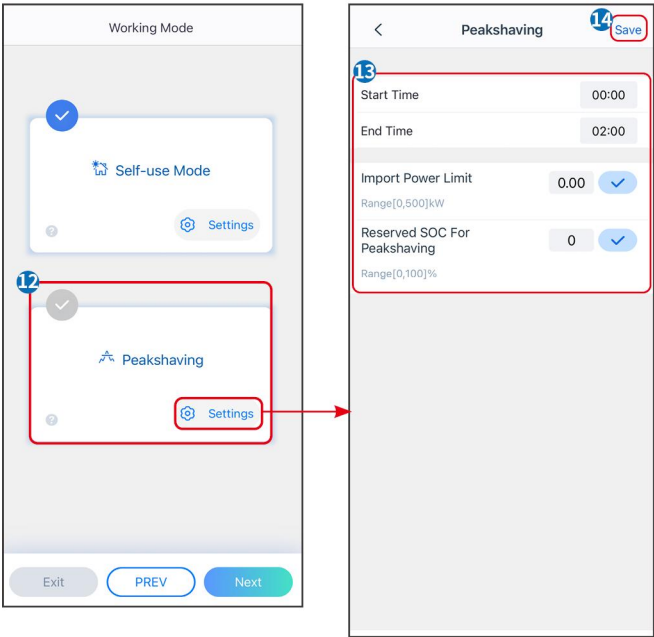 Working Mode
Self-use Mode
?
Settings
12
Peakshaving
?
Settings
Exit
PREV
Next
Peakshaving
14
Save
13
Start Time
00:00
End Time
02:00
Import Power Limit
0.00
Range[0,500]kW
Reserved SOC For
Peakshaving
0
Range[0,100]%